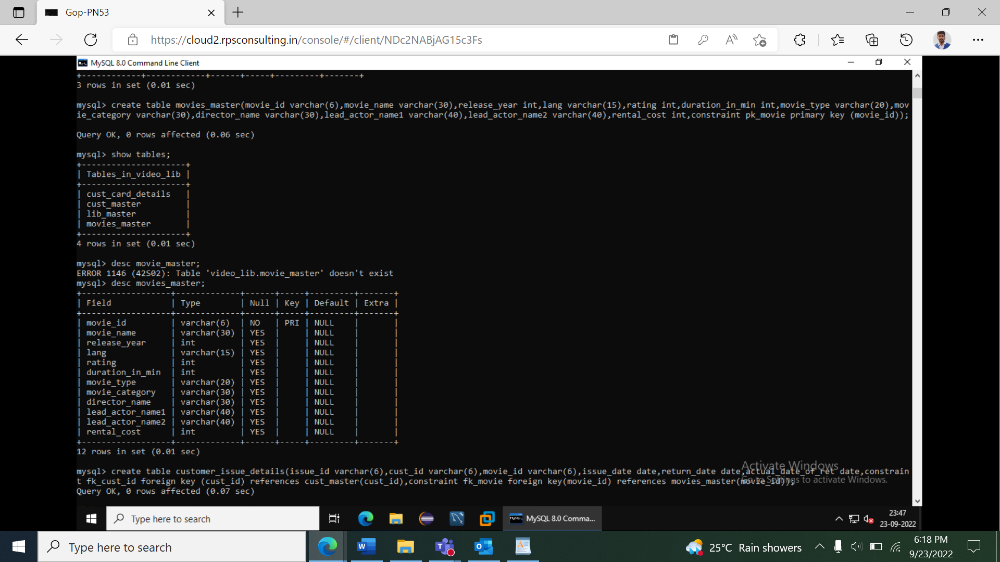 Gop-PN53
https://cloud2.rpsconsulting.in/console/#/client/NDc2NABjAG15c3Fs
MySQL 8.0 Command Line Client
+------------+------------+------+-----+---------+-------+
3 rows in set (0.01 sec)
mysql> create table movies_master(movie_id varchar(6),movie_name varchar(30),release_year int,lang varchar(15),rating int,duration_in_min int,movie_type varchar(20),mov
ie_category varchar(30),director_name varchar(30),lead_actor_name1 varchar(40),lead_actor_name2 varchar(40),rental_cost int,constraint pk_movie primary key (movie_id));
Query OK, 0 rows affected (0.06 sec)
mysql> show tables;
+---------------------+
| Tables_in_video_lib |
+---------------------+
| cust_card_details   |
| cust_master         |
| lib_master          |
| movies_master       |
+---------------------+
4 rows in set (0.01 sec)
mysql> desc movie_master;
ERROR 1146 (42S02): Table 'video_lib.movie_master' doesn't exist
mysql> desc movies_master;
+------------------+-------------+------+-----+---------+-------+
| Field            | Type        | Null | Key | Default | Extra |
+------------------+-------------+------+-----+---------+-------+
| movie_id         | varchar(6)  | NO   | PRI | NULL    |       |
| movie_name       | varchar(30) | YES  |     | NULL    |       |
| release_year     | int         | YES  |     | NULL    |       |
| lang             | varchar(15) | YES  |     | NULL    |       |
| rating           | int         | YES  |     | NULL    |       |
| duration_in_min  | int         | YES  |     | NULL    |       |
| movie_type       | varchar(20) | YES  |     | NULL    |       |
| movie_category   | varchar(30) | YES  |     | NULL    |       |
| director_name    | varchar(30) | YES  |     | NULL    |       |
| lead_actor_name1 | varchar(40) | YES  |     | NULL    |       |
| lead_actor_name2 | varchar(40) | YES  |     | NULL    |       |
| rental_cost      | int         | YES  |     | NULL    |       |
+------------------+-------------+------+-----+---------+-------+
12 rows in set (0.01 sec)
mysql> create table customer_issue_details(issue_id varchar(6),cust_id varchar(6),movie_id varchar(6),issue_date date,return_date date,actual_date_of_ret date,constrain
t fk_cust_id foreign key (cust_id) references cust_master(cust_id),constraint fk_movie foreign key(movie_id) references movies_master(movie_id));
Query OK, 0 rows affected (0.07 sec)
Activate Windows
Go to Settings to activate Windows.
Type here to search
MySQL 8.0 Comma...
23:47
23-09-2022
Type here to search
25°C Rain showers
6:18 PM
9/23/2022